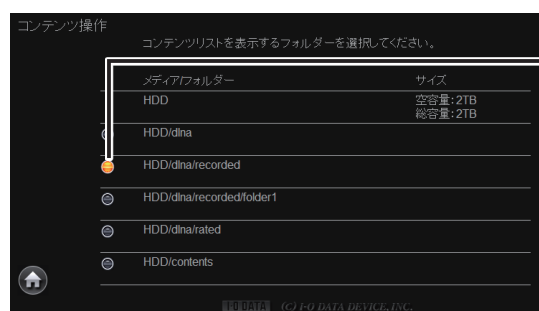 コンテンツ操作
コンテンツリストを表示するフォルダーを選択してください。
メディア/フォルダー サイズ
HDD 空容量:2TB
総容量:2TB
HDD/dlna
HDD/dlna/recorded
HDD/dlna/recorded/folder1
HDD/dlna/rated
HDD/contents
I-O DATA (C) I-O DATA DEVICE, INC.